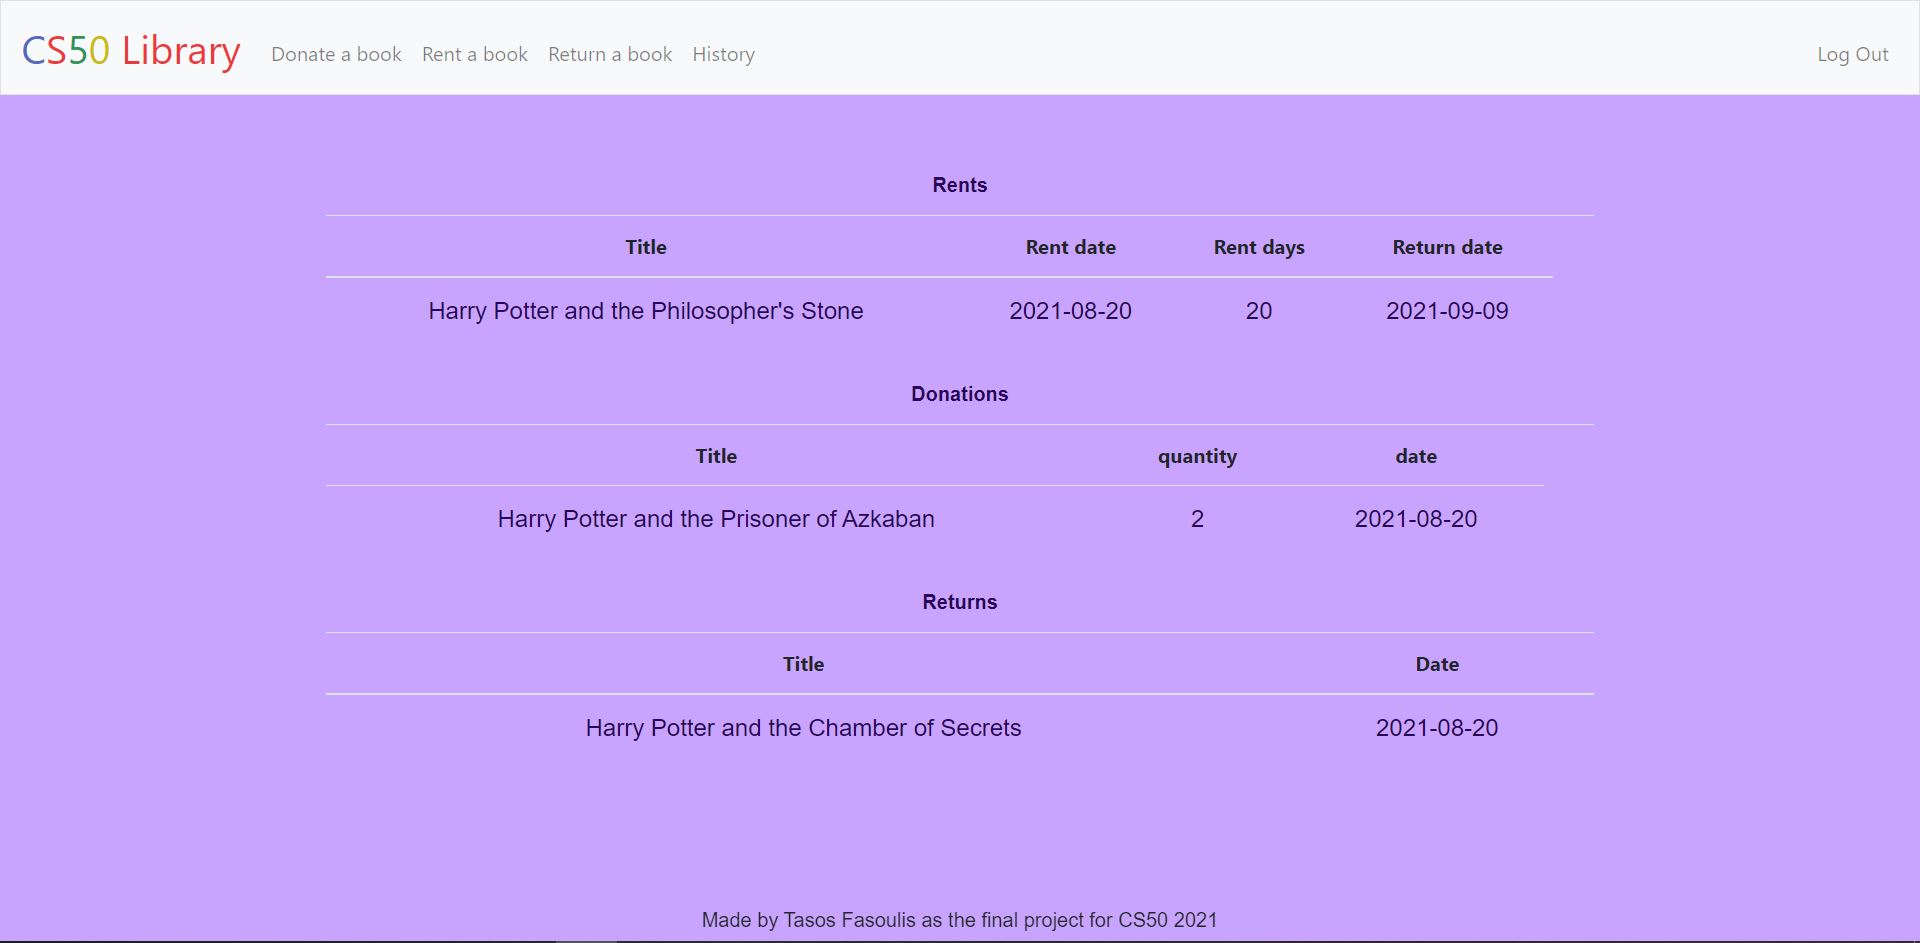 CS50 Library Donate a book Rent a book Return a book History Log Out
Rents
Title Rent date Rent days Return date
Harry Potter and the Philosopher's Stone 2021-08-20 20 2021-09-09
Donations
Title quantity date
Harry Potter and the Prisoner of Azkaban 2 2021-08-20
Returns
Title Date
Harry Potter and the Chamber of Secrets 2021-08-20
Made by Tasos Fasoulis as the final project for CS50 2021